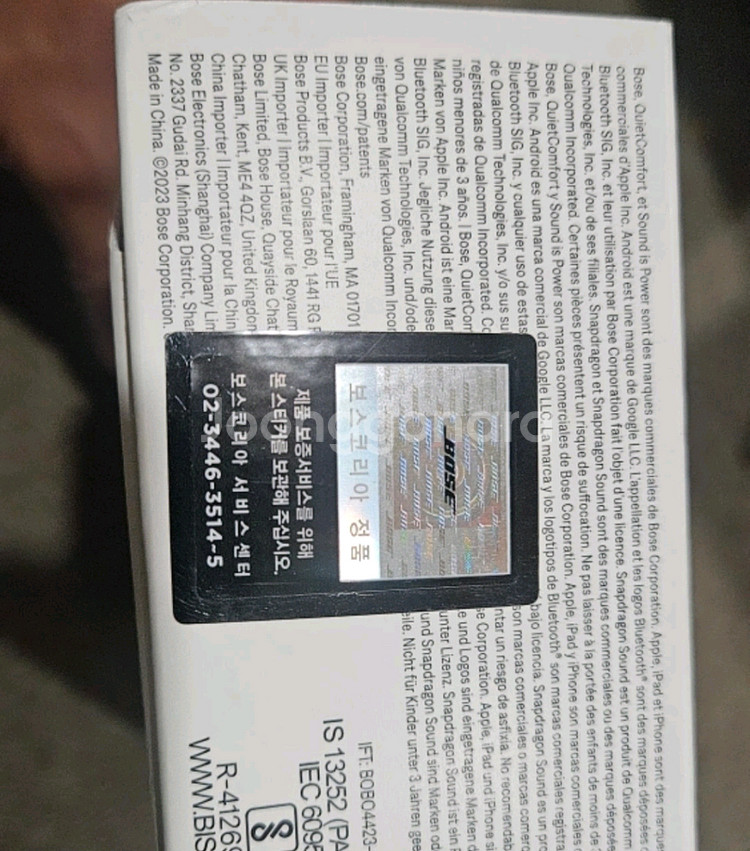 Bose, QuietComfort, et Sound is Power sont des marques commerciales de Bose Corporation. Apple, iPad et iPhone sont des marques
commerciales d'Apple Inc. Android est une marque de Google LLC. L'appellation et les logos Bluetooth® sont des marques déposées
Bluetooth SIG, Inc. et leur utilisation par Bose Corporation fait l'objet d'une licence. Snapdragon Sound est un produit de Qualcomm
Technologies, Inc. et/ou de ses filiales. Snapdragon et Snapdragon Sound sont des marques commerciales ou des marques déposées
Qualcomm Incorporated. Certaines pièces présentent un risque de suffocation. Ne pas laisser à la portée des enfants de moins de
Bose, QuietComfort y Sound is Power son marcas comerciales de Bose Corporation. Apple, iPad y iPhone son marcas comerciales
Apple Inc. Android es una marca comercial de Google LLC. La marca y los logotipos de Bluetooth® son marcas comerciales registra
Bluetooth SIG, Inc. y cualquier uso de estas bajo licencia. Snapdragon Sound es un pro
de Qualcomm Technologies, Inc. y/o sus su son marcas comerciales o marcas comerc
registradas de Qualcomm Incorporated. ntar un riesgo de asfixia. No recomendab
niños menores de 3 años. | Bose, QuietCom se Corporation. Apple, iPad und iPhone si
Marken von Apple Inc. Android ist eine Mar e und Logos sind eingetragene Marken d
Bluetooth SIG, Inc. Jegliche Nutzung diese unter Lizenz. Snapdragon Sound ist ein
von Qualcomm Technologies, Inc. und/ode und Snapdragon Sound sind Marken od
eingetragene Marken von Qualcomm Incor eile. Nicht für Kinder unter 3 Jahren gee
Bose.com/patents
Bose Corporation, Framingham, MA 01701
EU Importer | Importateur pour l'UE
Bose Products B.V., Gorslaan 60, 1441 RG
UK Importer | Importateur pour le Royaum
Bose Limited, Bose House, Quayside Chat
Chatham, Kent, ME4 4QZ, United Kingdom
China Importer | Importateur pour la Chin
Bose Electronics (Shanghai) Company Lim
No. 2337 Gudai Rd. Minhang District, Shan
Made in China. ©2023 Bose Corporation.
BOSE
보스코리아 정품
제품 보증서비스를 위해
본 스티커를 보관해 주십시오.
보스코리아 서비스 센터
02-3446-3514~5
IFT: BOBO4423-
IS 13252 (PA
IEC 6095
R-4126
WWW.BIS